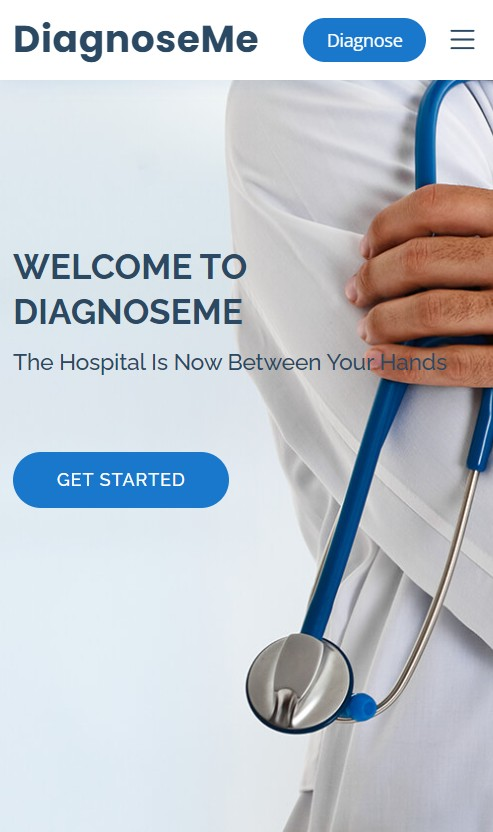 DiagnoseMe
Diagnose
WELCOME TO
DIAGNOSEME
The Hospital Is Now Between Your Hands
GET STARTED